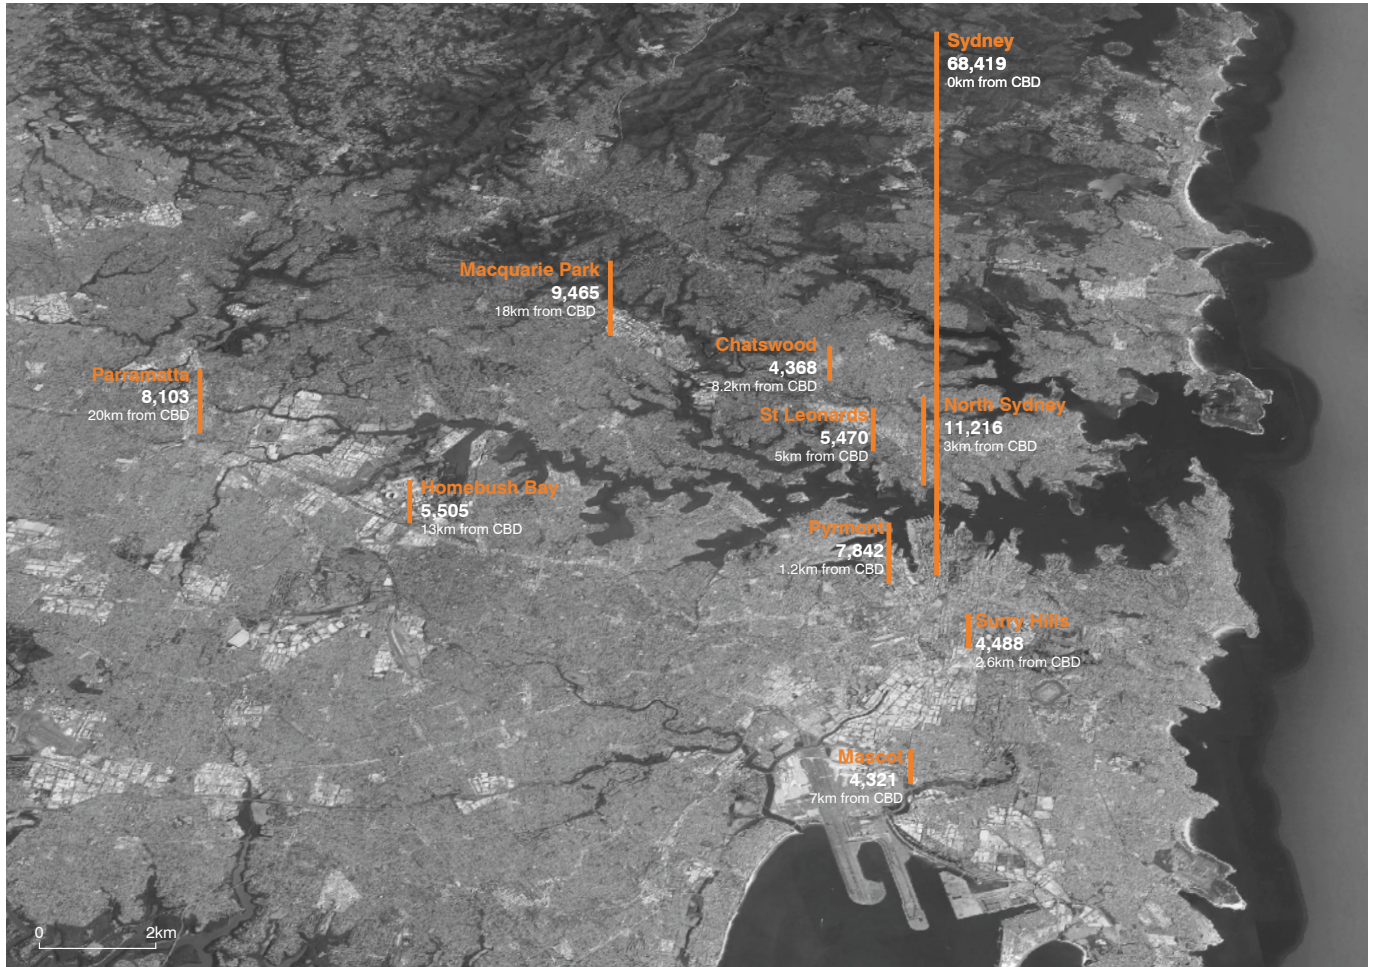 Sydney
68,419
0km from CBD
Macquarie Park
9,465
18km from CBD
Chatswood
4,368
8.2km from CBD
Parramatta
8,103
20km from CBD
North Sydney
11,216
3km from CBD
St Leonards
5,470
5km from CBD
Homebush Bay
5,505
13km from CBD
Pyrmont
7,842
1.2km from CBD
Surry Hills
4,488
2.6km from CBD
Mascot
4,321
7km from CBD
0 2km